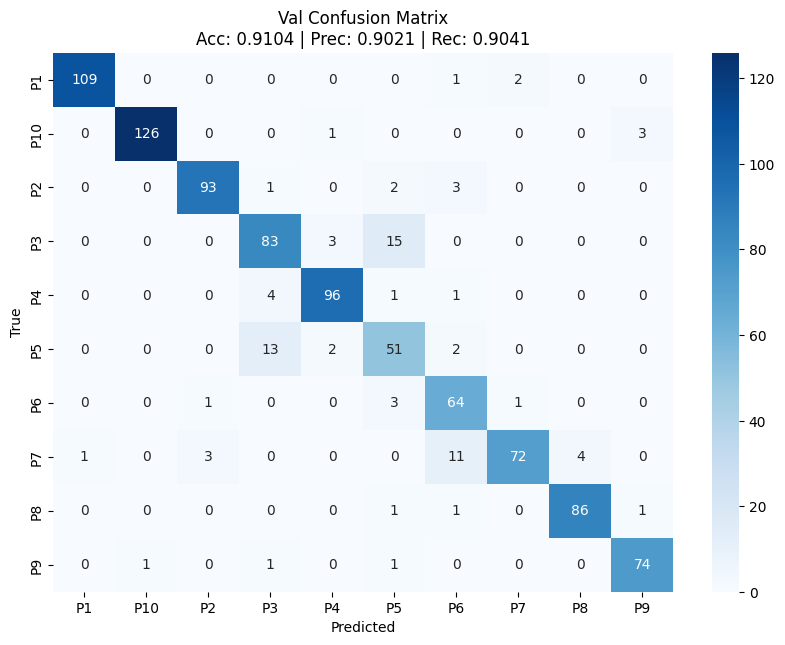 Val Confusion Matrix
Acc: 0.9104 | Prec: 0.9021 | Rec: 0.9041
P1 109 0 0 0 0 0 1 2 0 0
P10 0 126 0 0 1 0 0 0 0 3
P2 0 0 93 1 0 2 3 0 0 0
P3 0 0 0 83 3 15 0 0 0 0
P4 0 0 0 4 96 1 1 0 0 0
P5 0 0 0 13 2 51 2 0 0 0
P6 0 0 1 0 0 3 64 1 0 0
P7 1 0 3 0 0 0 11 72 4 0
P8 0 0 0 0 0 1 1 0 86 1
P9 0 1 0 1 0 1 0 0 0 74
P1 P10 P2 P3 P4 P5 P6 P7 P8 P9
Predicted
True
120
100
80
60
40
20
0